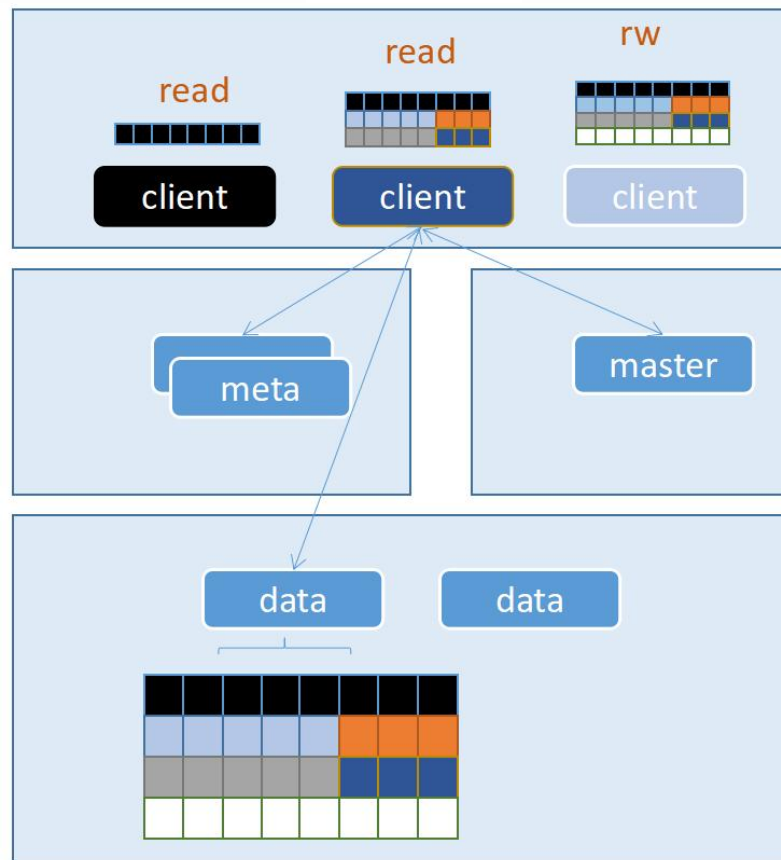 read
read
rw
client
client
client
meta
master
data
data